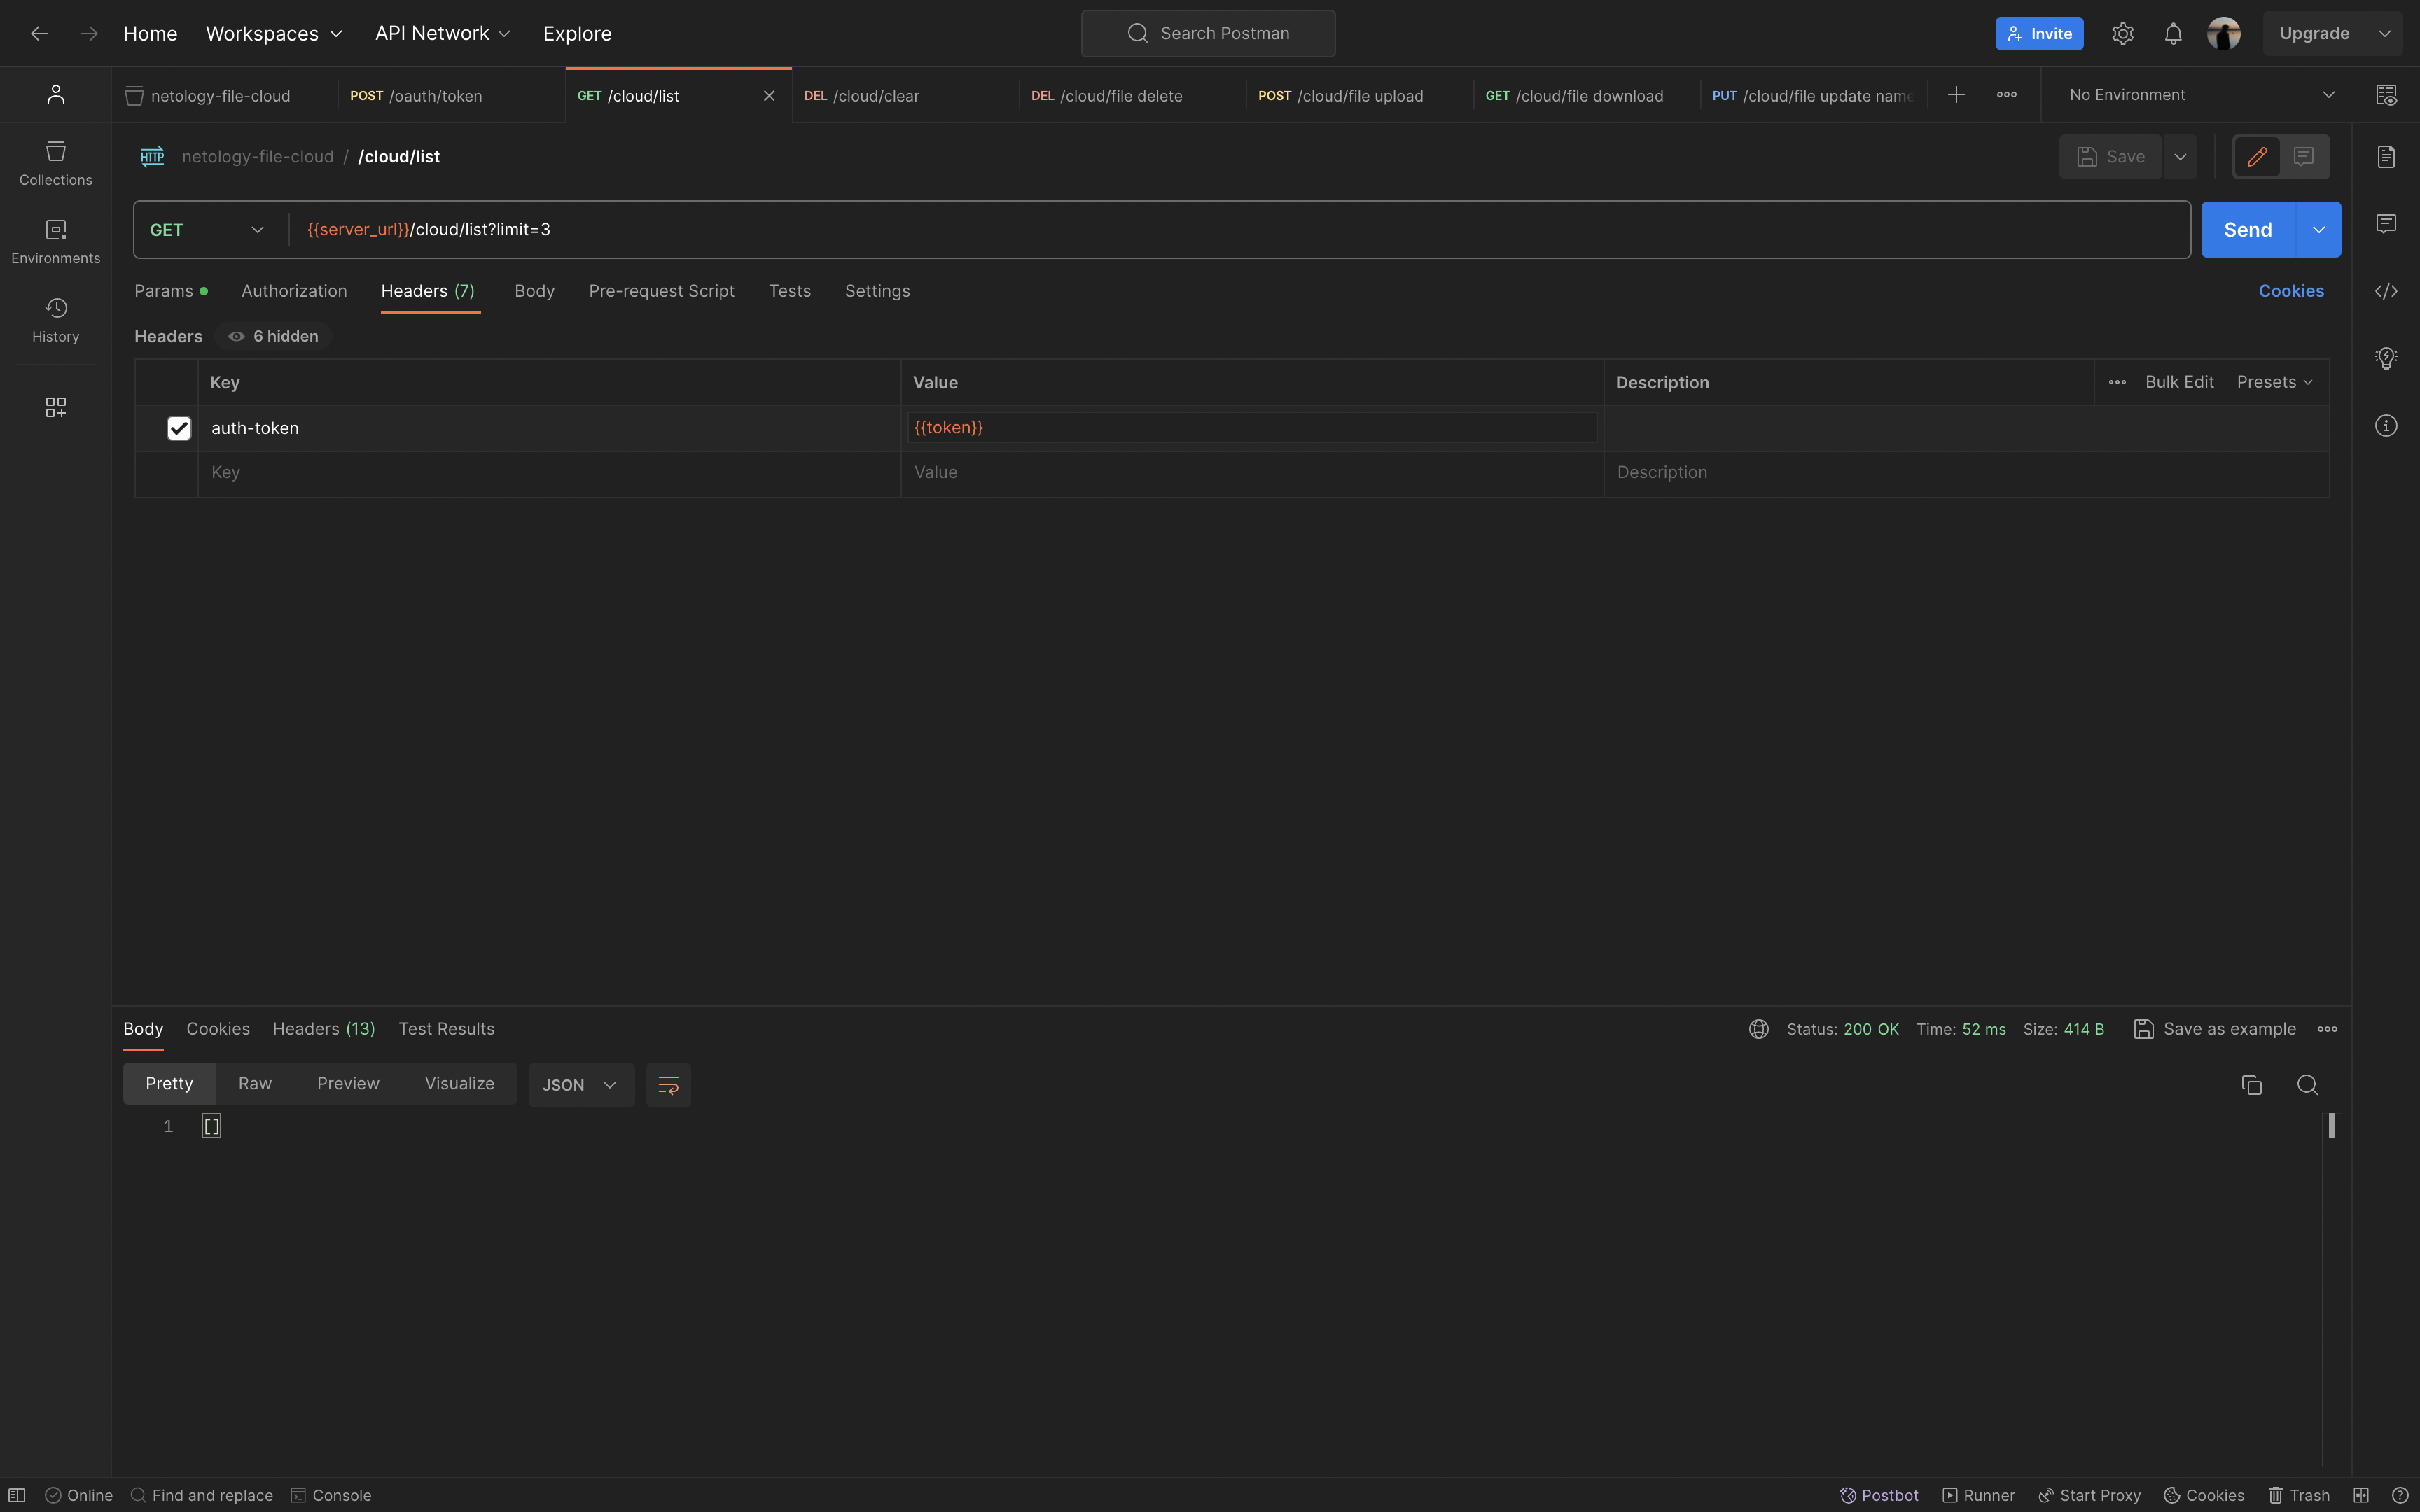 Home Workspaces API Network Explore Search Postman Invite Upgrade
netology-file-cloud POST /oauth/token GET /cloud/list DEL /cloud/clear DEL /cloud/file delete POST /cloud/file upload GET /cloud/file download PUT /cloud/file update name No Environment
HTTP netology-file-cloud / /cloud/list Save
Collections
GET {{server_url}}/cloud/list?limit=3 Send
Environments
Params Authorization Headers (7) Body Pre-request Script Tests Settings Cookies
History
Headers 6 hidden
Key Value Description Bulk Edit Presets
auth-token {{token}}
Key Value Description
Body Cookies Headers (13) Test Results Status: 200 OK Time: 52 ms Size: 414 B Save as example
Pretty Raw Preview Visualize JSON
1 []
Online Find and replace Console Postbot Runner Start Proxy Cookies Trash